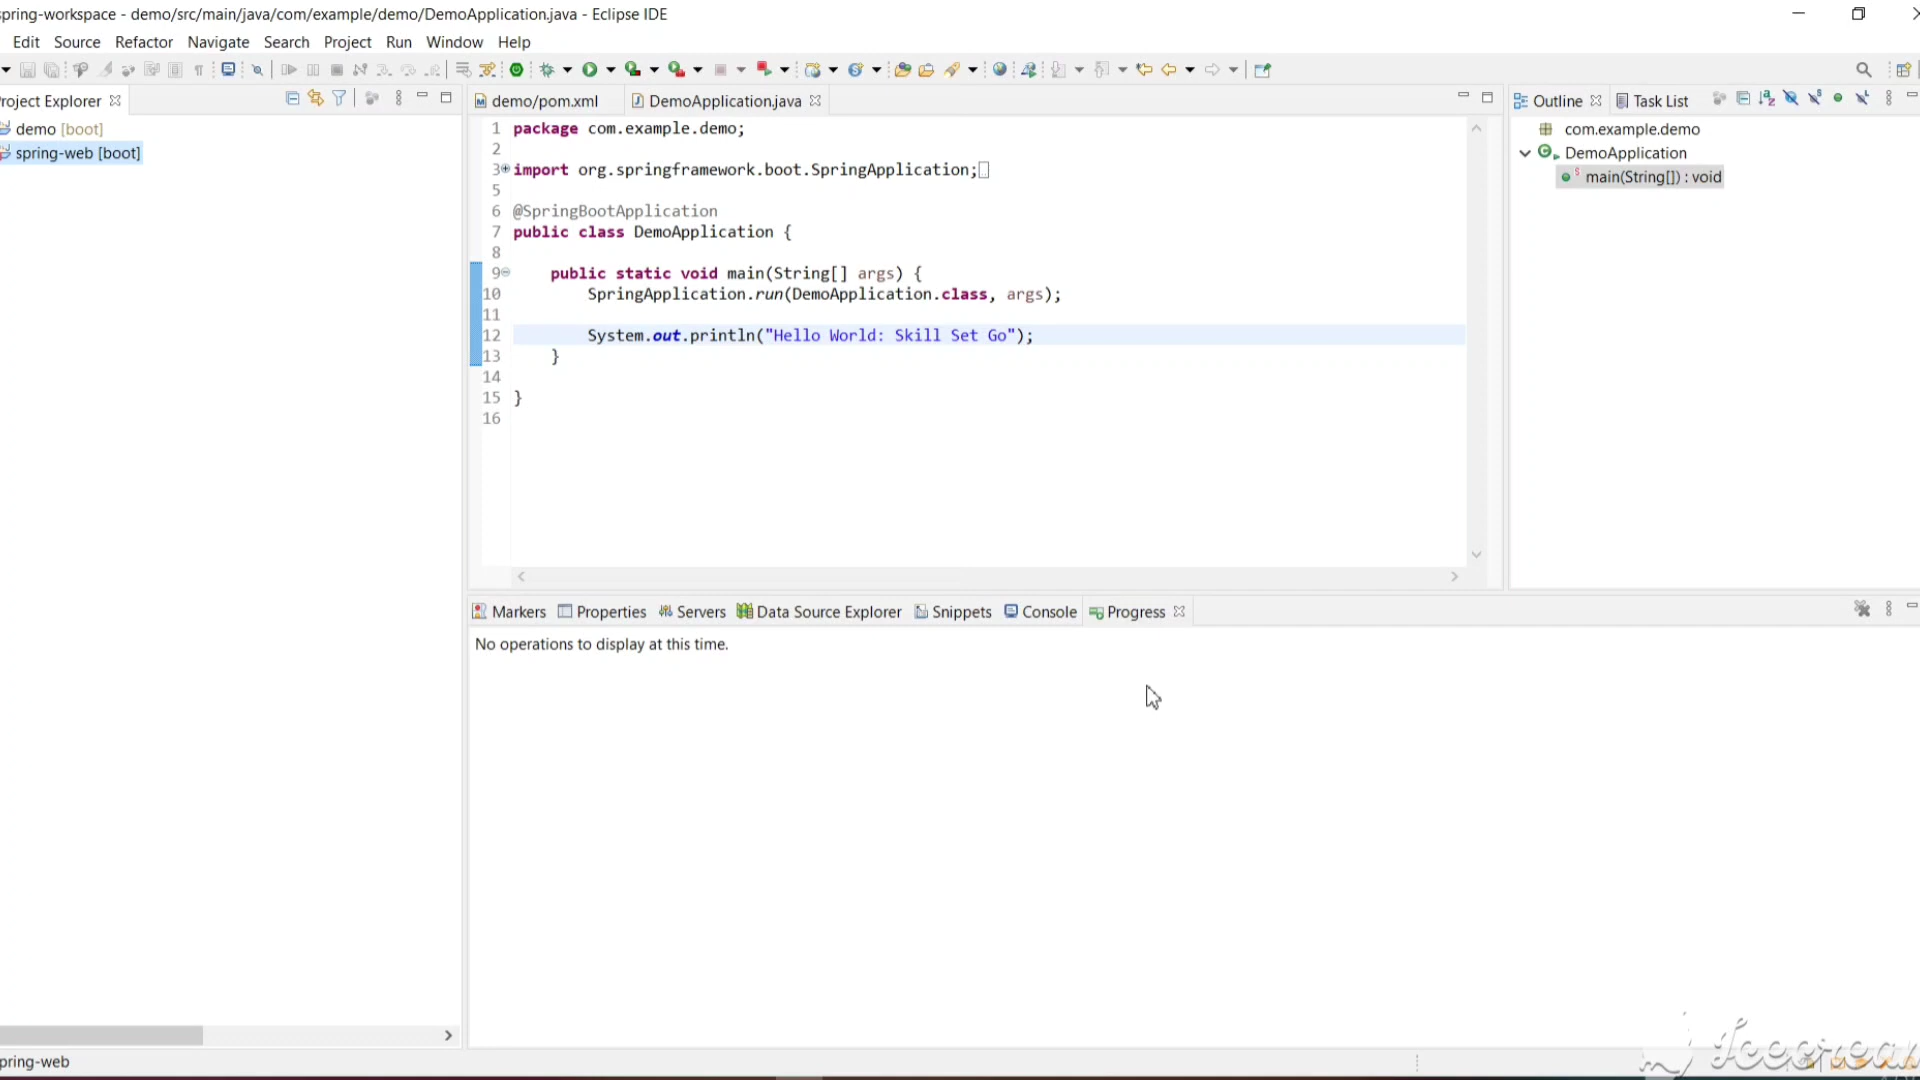 spring-workspace - demo/src/main/java/com/example/demo/DemoApplication.java - Eclipse IDE
Edit Source Refactor Navigate Search Project Run Window Help
roject Explorer
demo/pom.xml
DemoApplication.java
Outline
Task List
demo [boot]
spring-web [boot]
1 package com.example.demo;
2
3 import org.springframework.boot.SpringApplication;
5
6 @SpringBootApplication
7 public class DemoApplication {
8
9 public static void main(String[] args) {
10 SpringApplication.run(DemoApplication.class, args);
11
12 System.out.println("Hello World: Skill Set Go");
13 }
14
15 }
16
com.example.demo
DemoApplication
main(String[]) : void
Markers Properties Servers Data Source Explorer Snippets Console Progress
No operations to display at this time.
pring-web